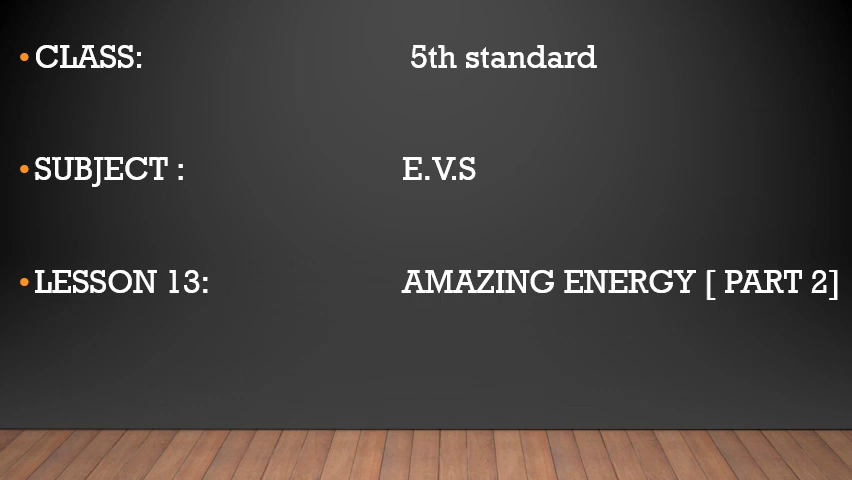 • CLASS: 5th standard
• SUBJECT : E.V.S
• LESSON 13: AMAZING ENERGY [ PART 2]